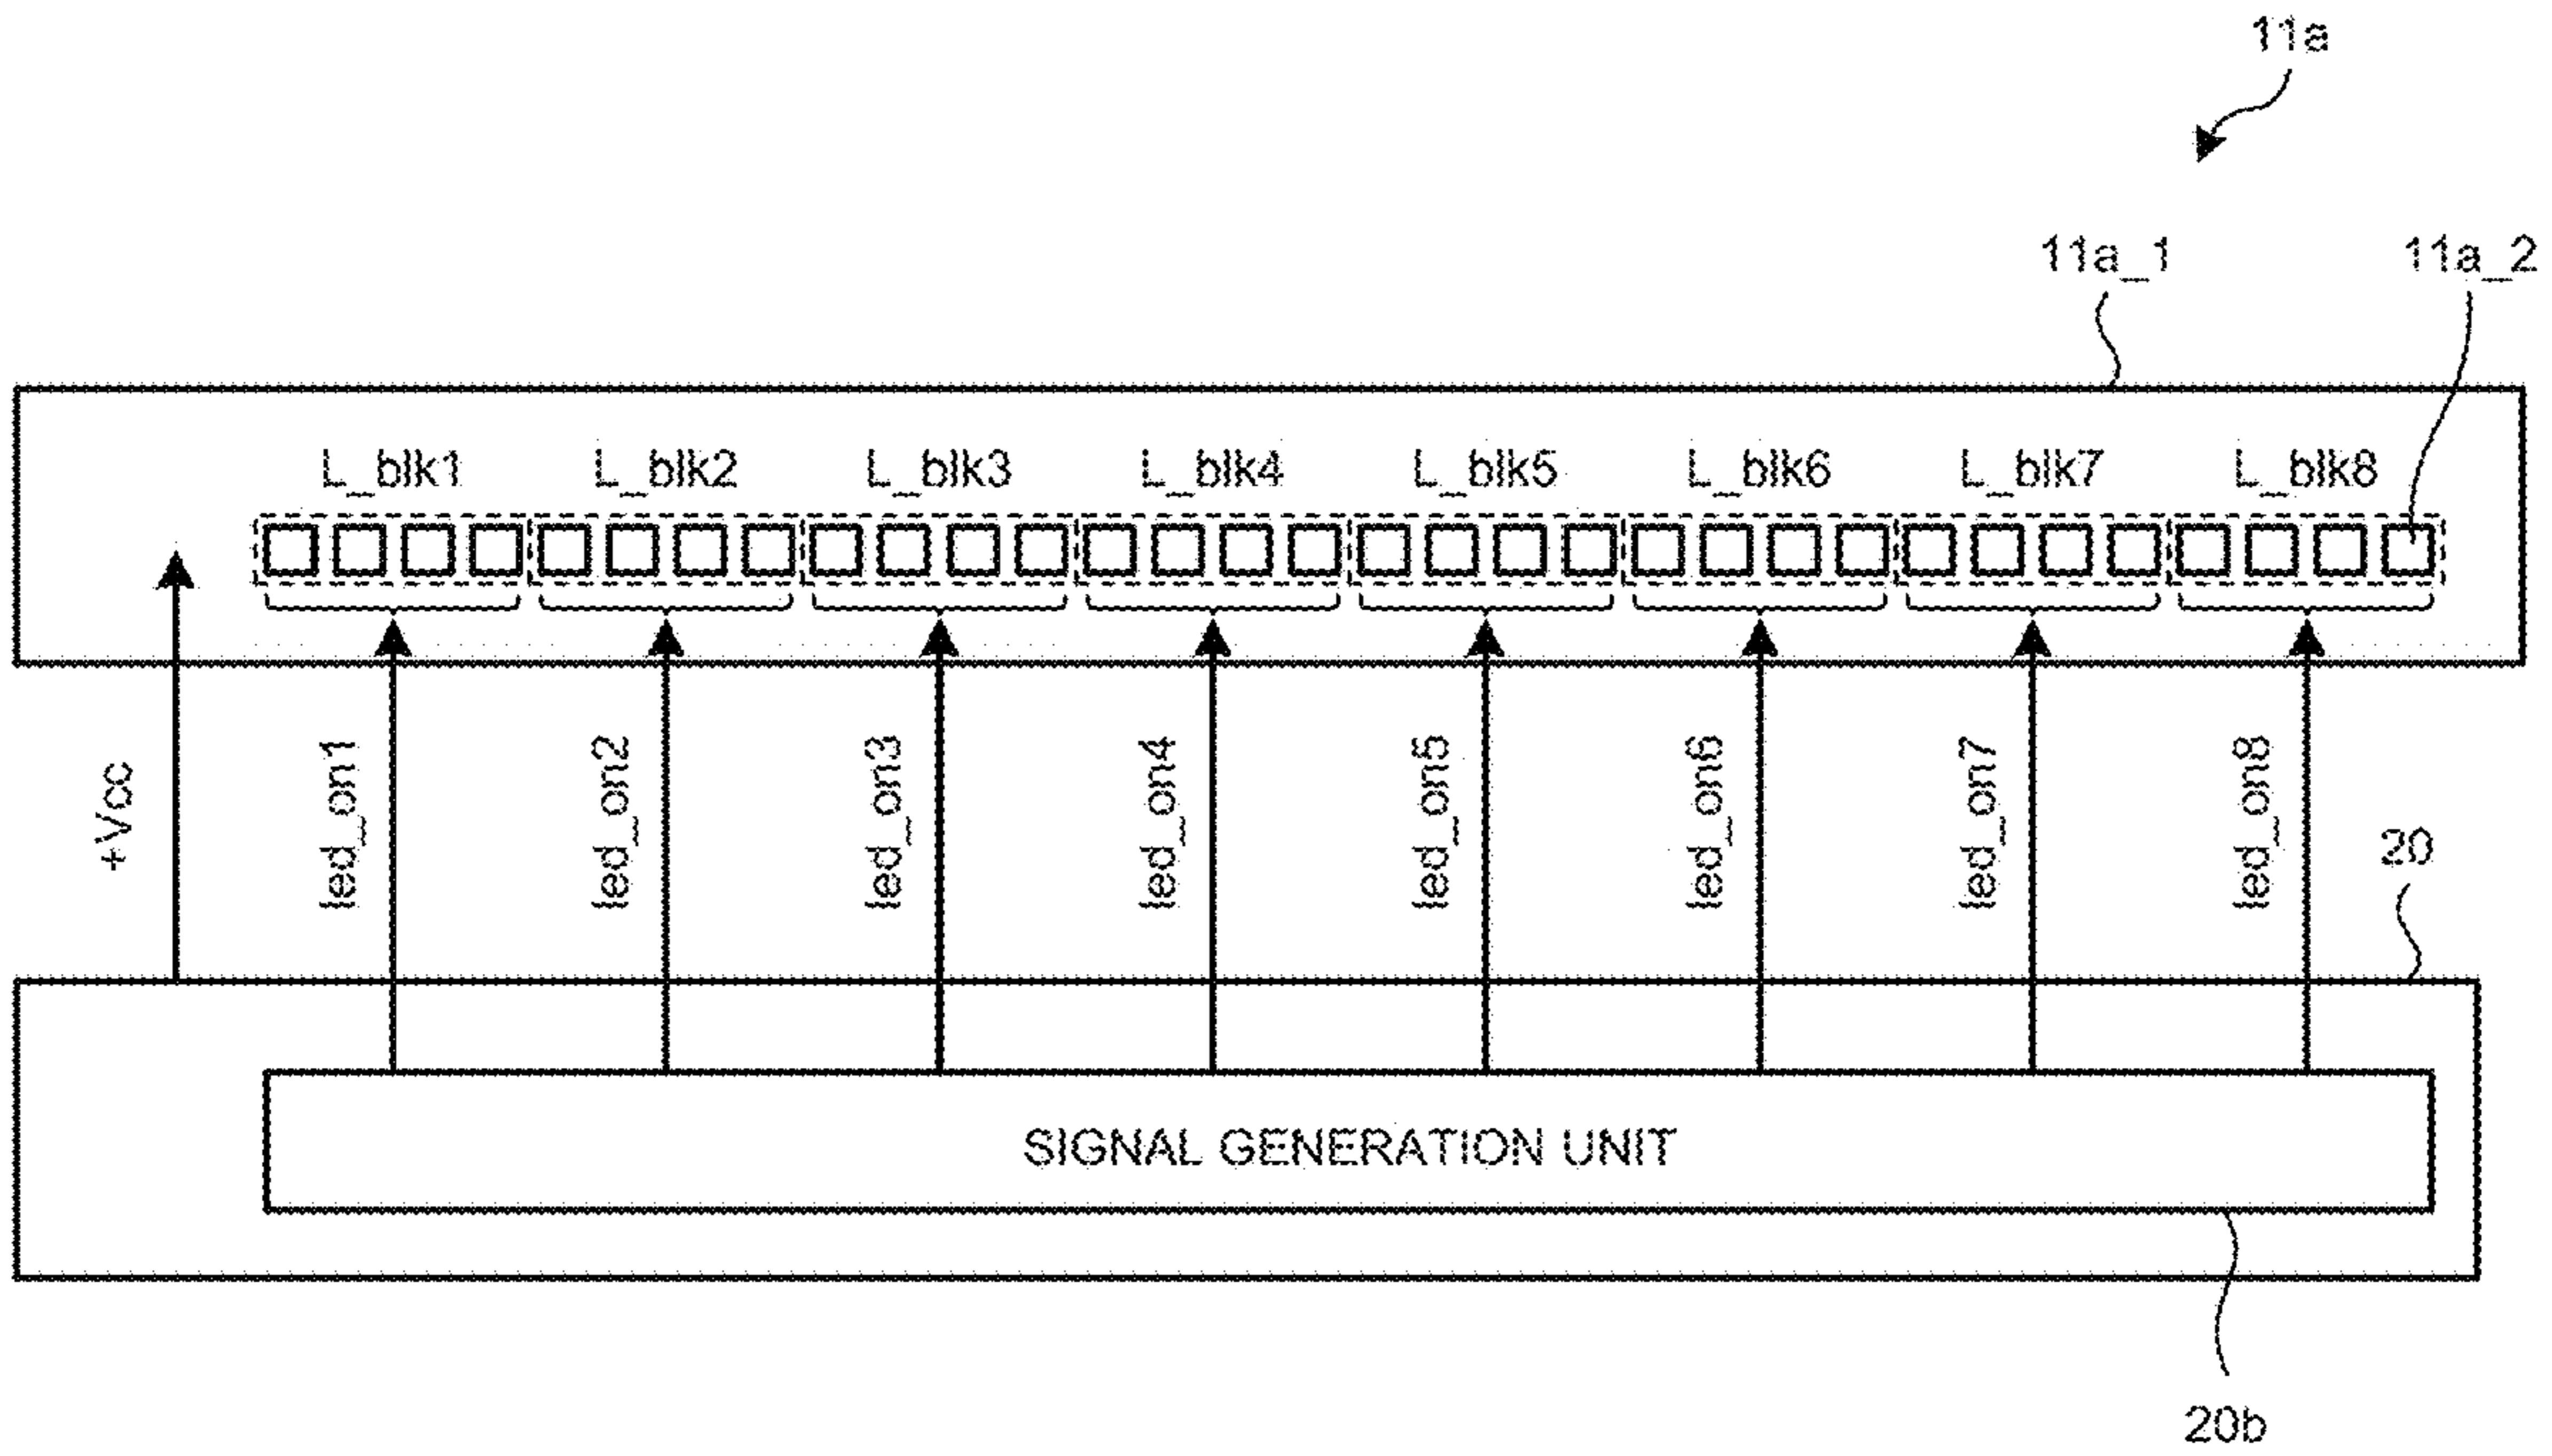 11a
11a_1 11a_2
L_blk1 L_blk2 L_blk3 L_blk4 L_blk5 L_blk6 L_blk7 L_blk8
+Vcc led_on1 led_on2 led_on3 led_on4 led_on5 led_on6 led_on7 led_on8
20
SIGNAL GENERATION UNIT
20b